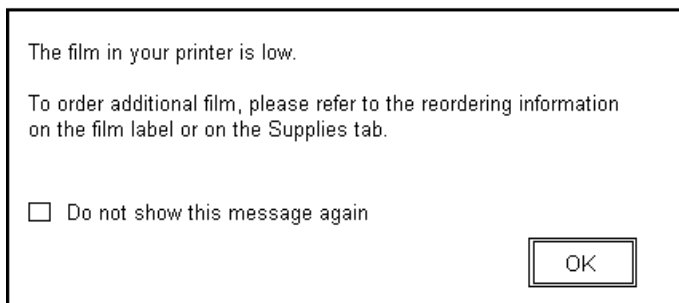 The film in your printer is low.
To order additional film, please refer to the reordering information
on the film label or on the Supplies tab.
Do not show this message again
OK